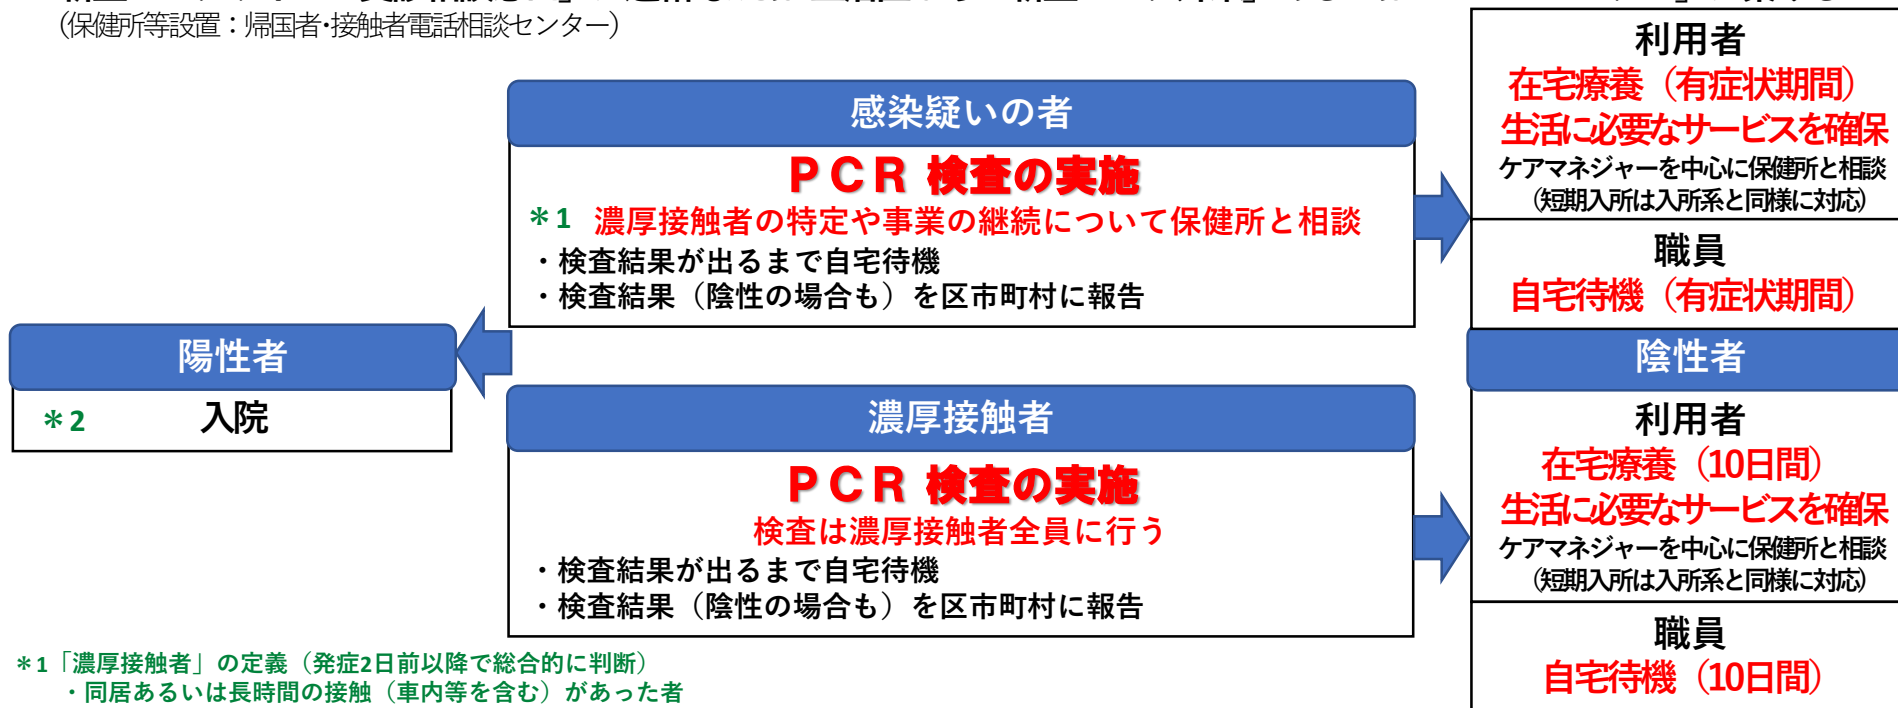 （保健所等設置：帰国者・接触者電話相談センター）
感染疑いの者
ＰＣＲ 検査の実施
＊1 濃厚接触者の特定や事業の継続について保健所と相談
・検査結果が出るまで自宅待機
・検査結果（陰性の場合も）を区市町村に報告
利用者
在宅療養（有症状期間）
生活に必要なサービスを確保
ケアマネジャーを中心に保健所と相談
（短期入所は入所系と同様に対応）
職員
自宅待機（有症状期間）
陽性者
＊2 入院
濃厚接触者
ＰＣＲ 検査の実施
検査は濃厚接触者全員に行う
・検査結果が出るまで自宅待機
・検査結果（陰性の場合も）を区市町村に報告
陰性者
利用者
在宅療養（10日間）
生活に必要なサービスを確保
ケアマネジャーを中心に保健所と相談
（短期入所は入所系と同様に対応）
職員
自宅待機（10日間）
＊1「濃厚接触者」の定義（発症2日前以降で総合的に判断）
・同居あるいは長時間の接触（車内等を含む）があった者